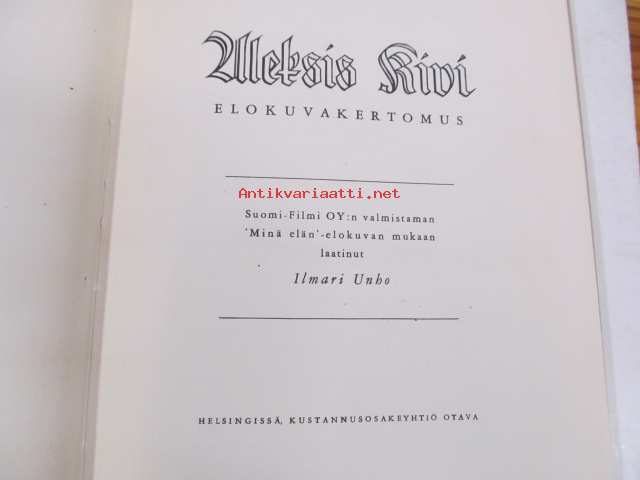 Aleksis Kivi
ELOKUVAKERTOMUS
Antikvariaatti.net
Suomi-Filmi OY:n valmistaman
'Minä elän'-elokuvan mukaan
laatinut
Ilmari Unho
HELSINGISSÄ, KUSTANNUSOSAKEYHTIÖ OTAVA